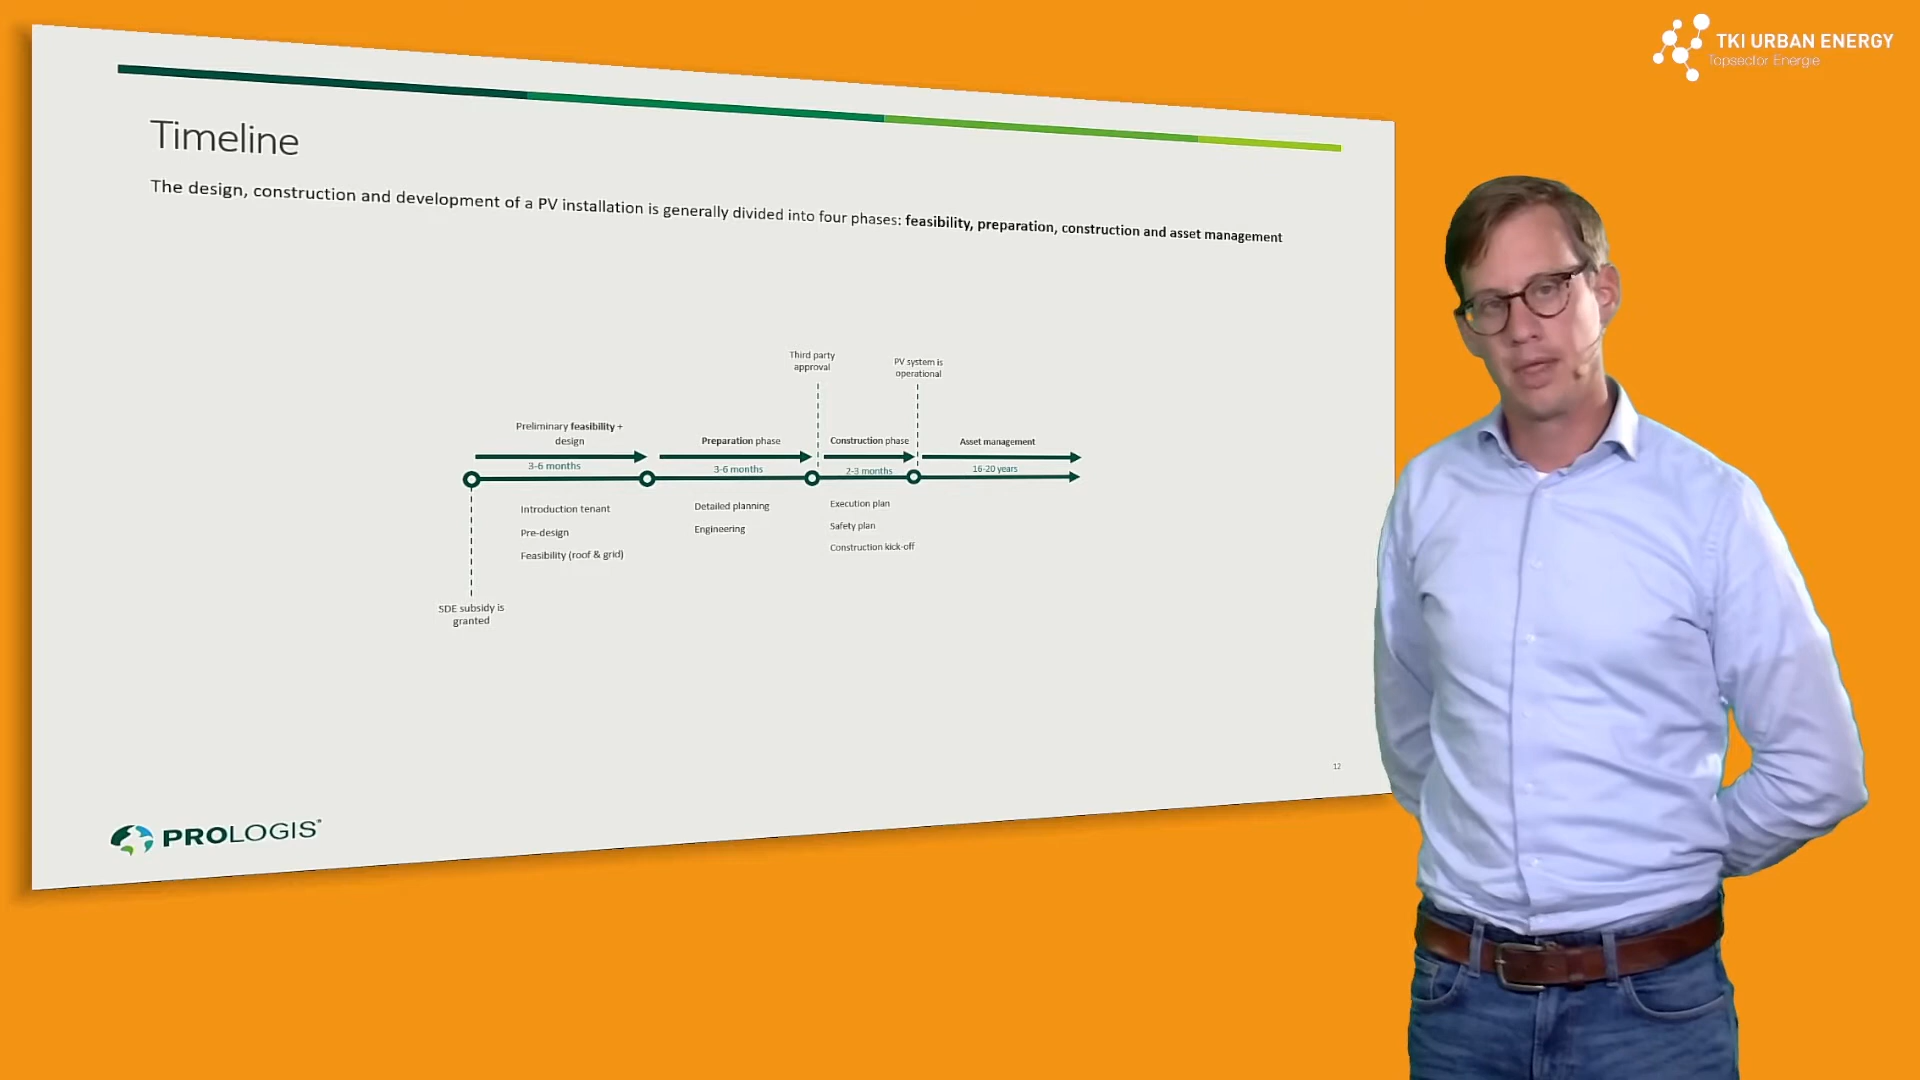 TKI URBAN ENERGY
Topsector Energie
Timeline
The design, construction and development of a PV installation is generally divided into four phases: feasibility, preparation, construction and asset management
Third party
approval
PV system is
operational
Preliminary feasibility +
design
Preparation phase
Construction phase
Asset management
3-6 months
3-6 months
2-3 months
16-20 years
Introduction tenant
Pre-design
Feasibility (roof & grid)
Detailed planning
Engineering
Execution plan
Safety plan
Construction kick-off
SDE subsidy is
granted
12
PROLOGIS®